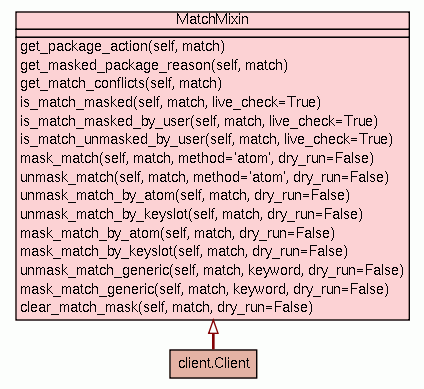 MatchMixin
get_package_action(self, match)
get_masked_package_reason(self, match)
get_match_conflicts(self, match)
is_match_masked(self, match, live_check=True)
is_match_masked_by_user(self, match, live_check=True)
is_match_unmasked_by_user(self, match, live_check=True)
mask_match(self, match, method='atom', dry_run=False)
unmask_match(self, match, method='atom', dry_run=False)
unmask_match_by_atom(self, match, dry_run=False)
unmask_match_by_keyslot(self, match, dry_run=False)
mask_match_by_atom(self, match, dry_run=False)
mask_match_by_keyslot(self, match, dry_run=False)
unmask_match_generic(self, match, keyword, dry_run=False)
mask_match_generic(self, match, keyword, dry_run=False)
clear_match_mask(self, match, dry_run=False)
client.Client